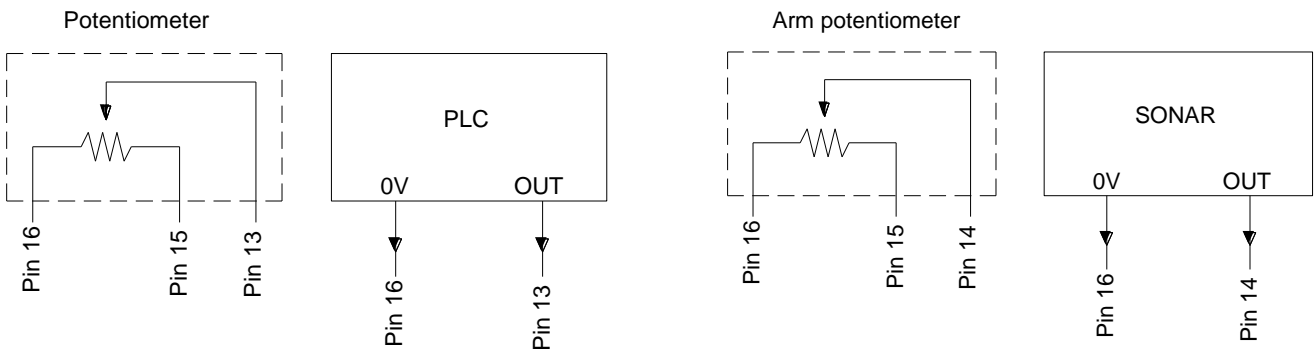 Potentiometer
Arm potentiometer
PLC
SONAR
0V
OUT
0V
OUT
Pin 16
Pin 15
Pin 13
Pin 16
Pin 13
Pin 16
Pin 15
Pin 14
Pin 16
Pin 14